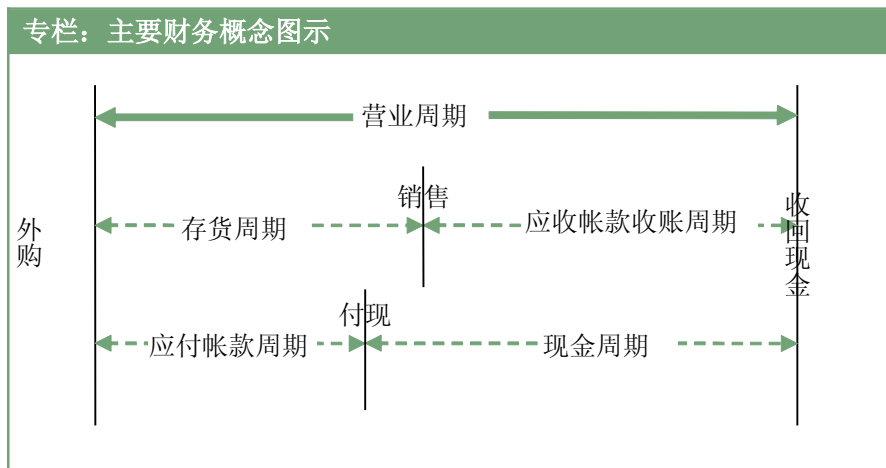 专栏：主要财务概念图示
营业周期
销售
外购
存货周期
应收帐款收账周期
收回现金
付现
应付帐款周期
现金周期